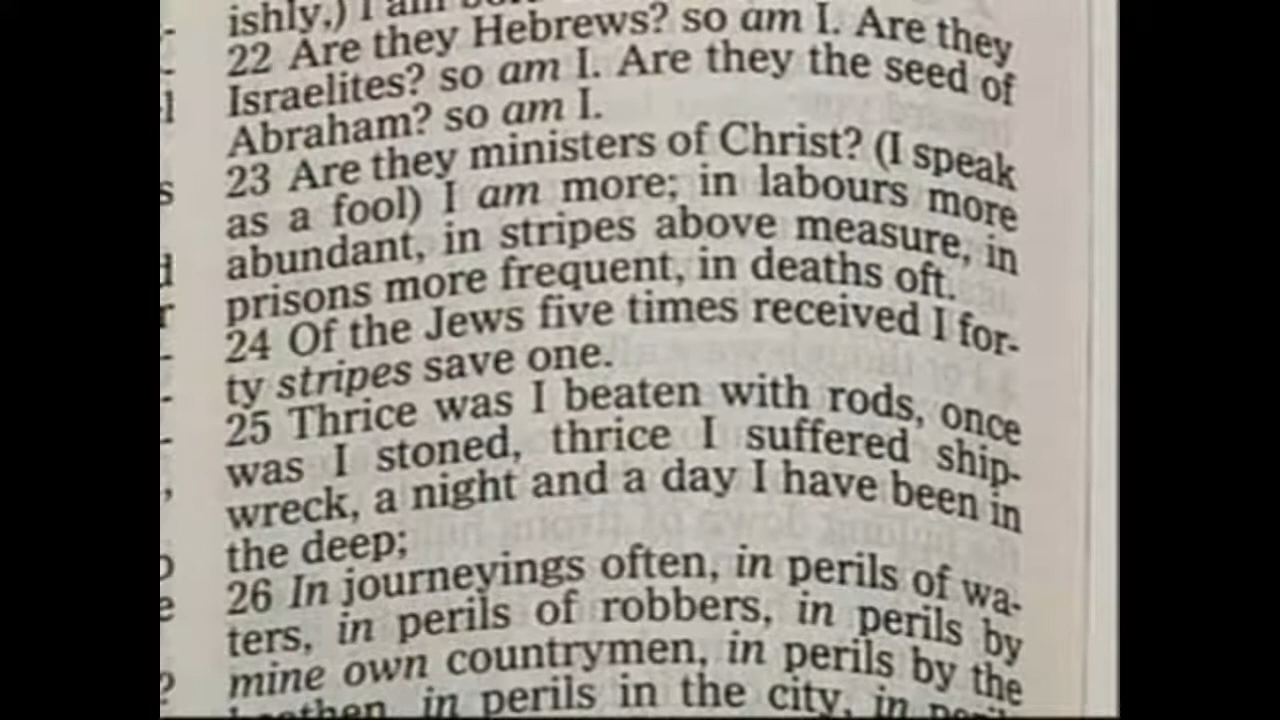 ishly,) I am
22 Are they Hebrews? so am I. Are they
Israelites? so am I. Are they the seed of
Abraham? so am I.
23 Are they ministers of Christ? (I speak
as a fool) I am more; in labours more
abundant, in stripes above measure, in
prisons more frequent, in deaths oft.
24 Of the Jews five times received I for-
ty stripes save one.
25 Thrice was I beaten with rods, once
was I stoned, thrice I suffered ship-
wreck, a night and a day I have been in
the deep;
26 In journeyings often, in perils of wa-
ters, in perils of robbers, in perils by
mine own countrymen, in perils by the
in perils in the city, in